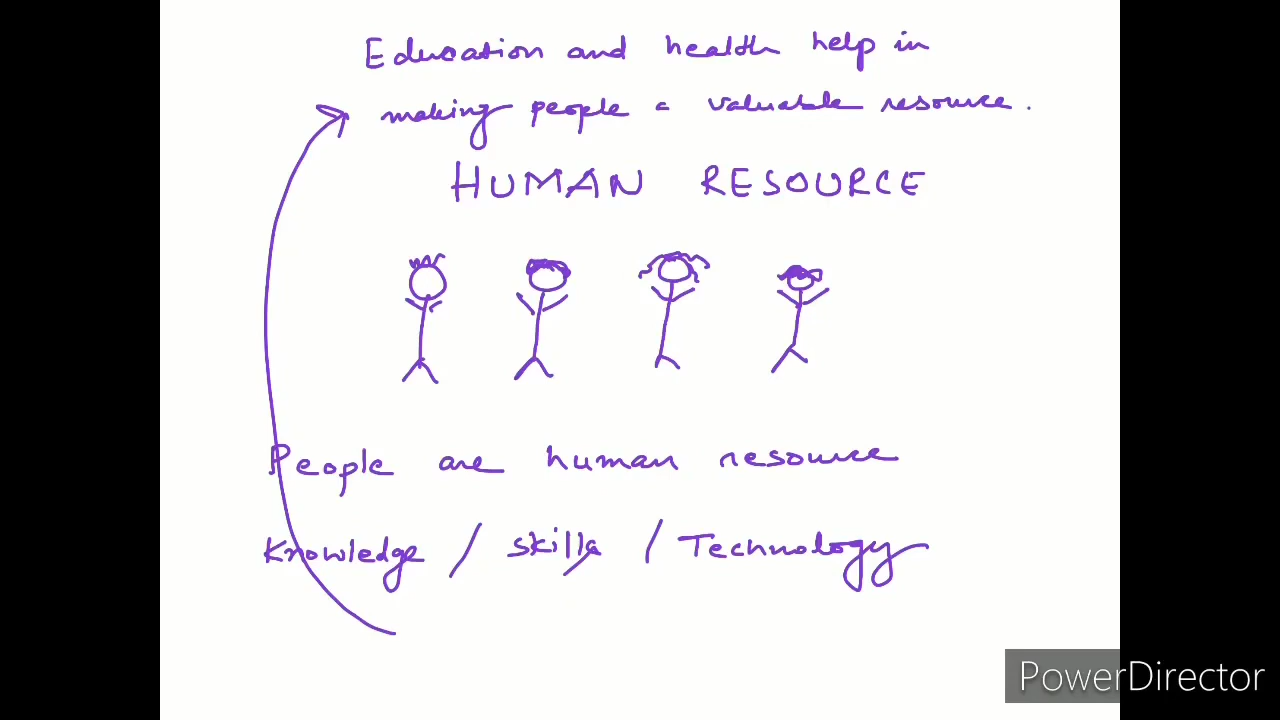 Education and health help in
making people a valuable resource.
HUMAN RESOURCE
People are human resource
Knowledge / skills / Technology
PowerDirector